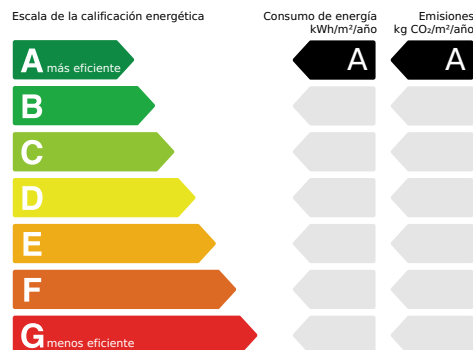 Escala de la calificación energética
Consumo de energía
kWh/m²/año
Emisiones
kg CO₂/m²/año
A más eficiente
A
A
B
C
D
E
F
G menos eficiente